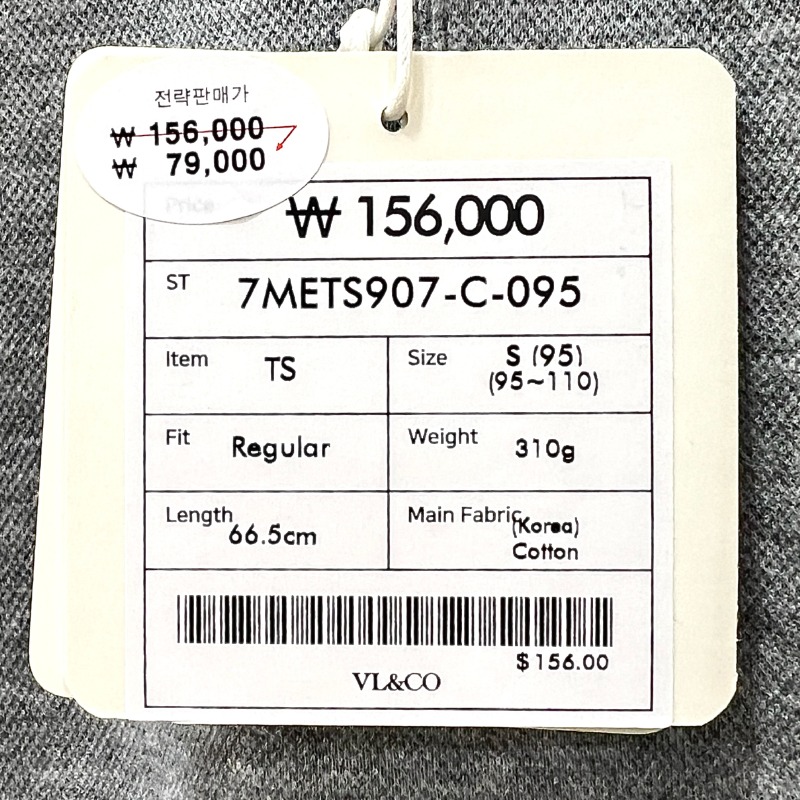 전략판매가
₩ 156,000
₩ 79,000
Price
₩ 156,000
ST 7METS907-C-095
Item TS
Size S (95)
(95~110)
Fit Regular
Weight 310g
Length 66.5cm
Main Fabric (Korea)
Cotton
$156.00
VL&CO